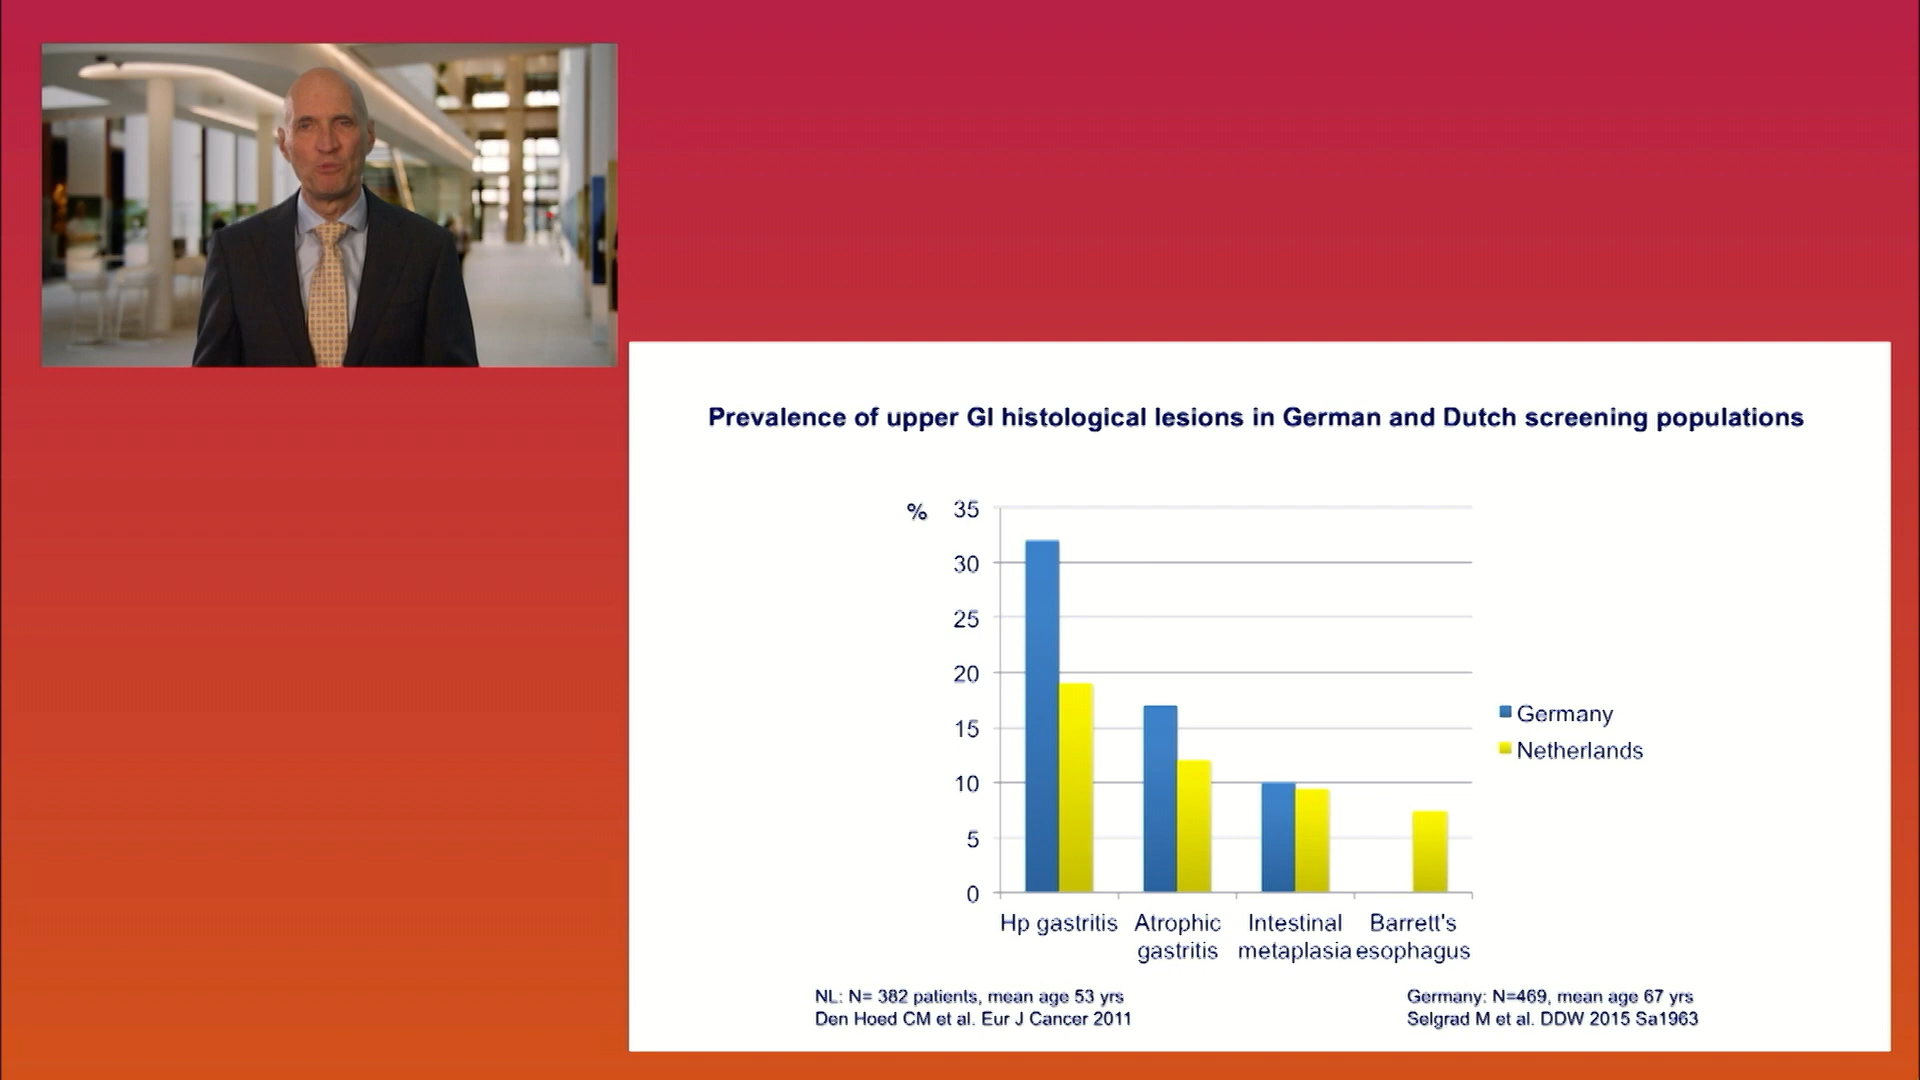 Prevalence of upper GI histological lesions in German and Dutch screening populations
%
35
30
25
20
15
10
5
0
Germany
Netherlands
Hp gastritis
Atrophic
gastritis
Intestinal
metaplasia
Barrett's
esophagus
NL: N= 382 patients, mean age 53 yrs
Den Hoed CM et al. Eur J Cancer 2011
Germany: N=469, mean age 67 yrs
Selgrad M et al. DDW 2015 Sa1963